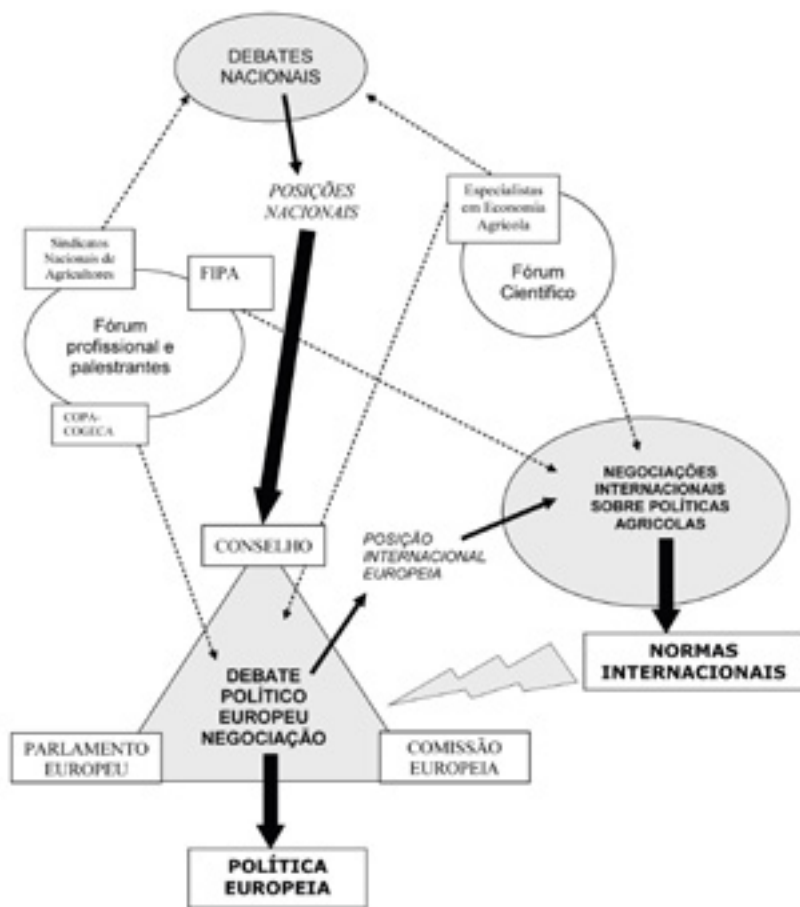 DEBATES
NACIONAIS
POSIÇÕES
NACIONAIS
Especialistas
em Economia
Agrícola
Fórum
Científico
Sindicatos
Nacionais de
Agricultores
FIPA
Fórum
profissional e
palestrantes
COPA-
COGECA
NEGOCIAÇÕES
INTERNACIONAIS
SOBRE POLÍTICAS
AGRICOLAS
CONSELHO
POSIÇÃO
INTERNACIONAL
EUROPEIA
NORMAS
INTERNACIONAIS
DEBATE
POLÍTICO
EUROPEU
NEGOCIAÇÃO
PARLAMENTO
EUROPEU
COMISSÃO
EUROPEIA
POLÍTICA
EUROPEIA